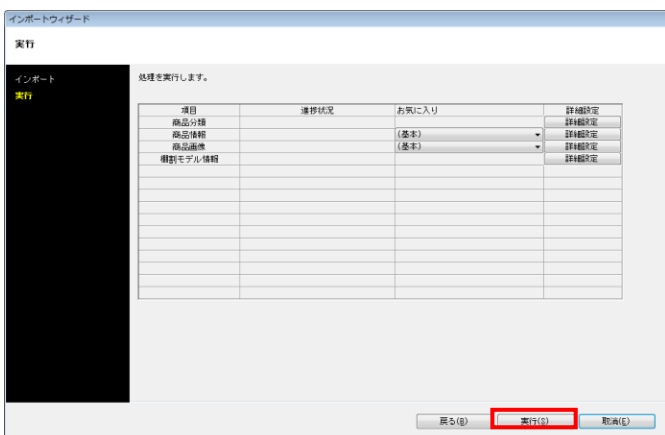 インポートウィザード
実行
インポート
実行
処理を実行します。
項目 進捗状況 お気に入り 詳細設定
商品分類 詳細設定
商品情報 (基本) 詳細設定
商品画像 (基本) 詳細設定
棚割モデル情報 詳細設定
戻る(B) 実行(S) 取消(E)